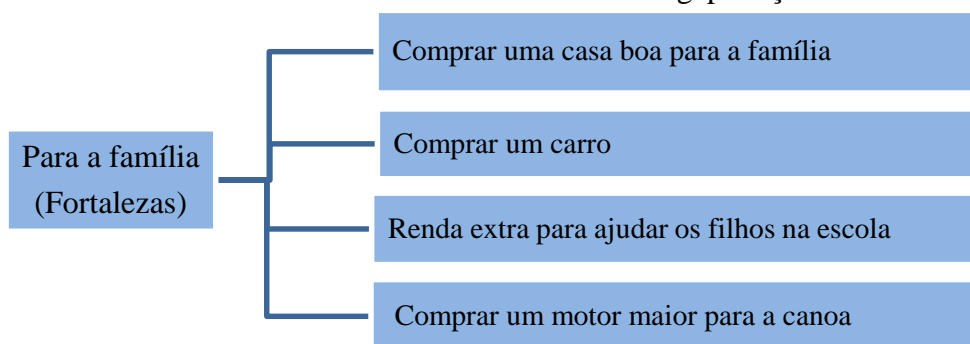 Para a família
(Fortalezas)
Comprar uma casa boa para a família
Comprar um carro
Renda extra para ajudar os filhos na escola
Comprar um motor maior para a canoa